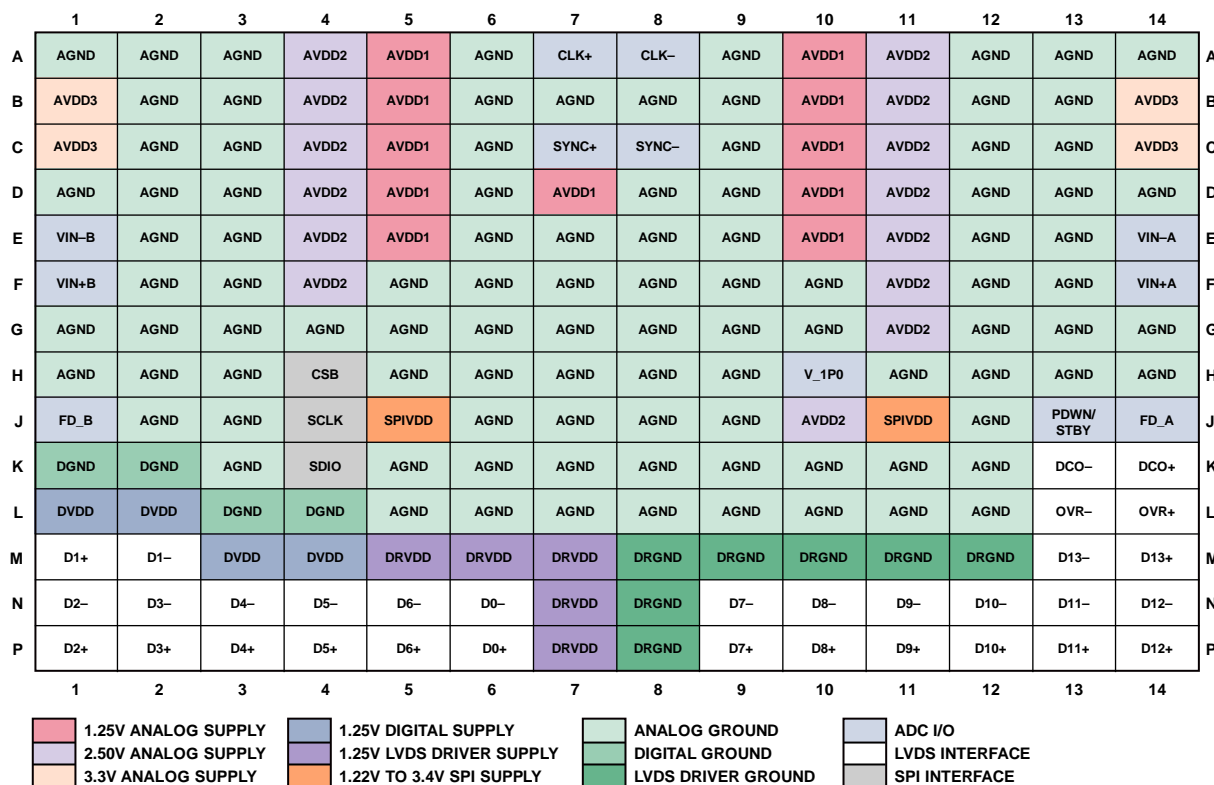 1 2 3 4 5 6 7 8 9 10 11 12 13 14
A AGND AGND AGND AVDD2 AVDD1 AGND CLK+ CLK– AGND AVDD1 AVDD2 AGND AGND AGND A
B AVDD3 AGND AGND AVDD2 AVDD1 AGND AGND AGND AGND AVDD1 AVDD2 AGND AGND AVDD3 B
C AVDD3 AGND AGND AVDD2 AVDD1 AGND SYNC+ SYNC– AGND AVDD1 AVDD2 AGND AGND AVDD3 C
D AGND AGND AGND AVDD2 AVDD1 AGND AVDD1 AGND AGND AVDD1 AVDD2 AGND AGND AGND D
E VIN–B AGND AGND AVDD2 AVDD1 AGND AGND AGND AGND AVDD1 AVDD2 AGND AGND VIN–A E
F VIN+B AGND AGND AVDD2 AGND AGND AGND AGND AGND AGND AVDD2 AGND AGND VIN+A F
G AGND AGND AGND AGND AGND AGND AGND AGND AGND AGND AVDD2 AGND AGND AGND G
H AGND AGND AGND CSB AGND AGND AGND AGND AGND V_1P0 AGND AGND AGND AGND H
J FD_B AGND AGND SCLK SPIVDD AGND AGND AGND AGND AVDD2 SPIVDD AGND PDWN/ FD_A J
STBY
K DGND DGND AGND SDIO AGND AGND AGND AGND AGND AGND AGND AGND DCO– DCO+ K
L DVDD DVDD DGND DGND AGND AGND AGND AGND AGND AGND AGND AGND OVR– OVR+ L
M D1+ D1– DVDD DVDD DRVDD DRVDD DRVDD DRGND DRGND DRGND DRGND DRGND D13– D13+ M
N D2– D3– D4– D5– D6– D0– DRVDD DRGND D7– D8– D9– D10– D11– D12– N
P D2+ D3+ D4+ D5+ D6+ D0+ DRVDD DRGND D7+ D8+ D9+ D10+ D11+ D12+ P
1 2 3 4 5 6 7 8 9 10 11 12 13 14
1.25V ANALOG SUPPLY 1.25V DIGITAL SUPPLY ANALOG GROUND ADC I/O
2.50V ANALOG SUPPLY 1.25V LVDS DRIVER SUPPLY DIGITAL GROUND LVDS INTERFACE
3.3V ANALOG SUPPLY 1.22V TO 3.4V SPI SUPPLY LVDS DRIVER GROUND SPI INTERFACE